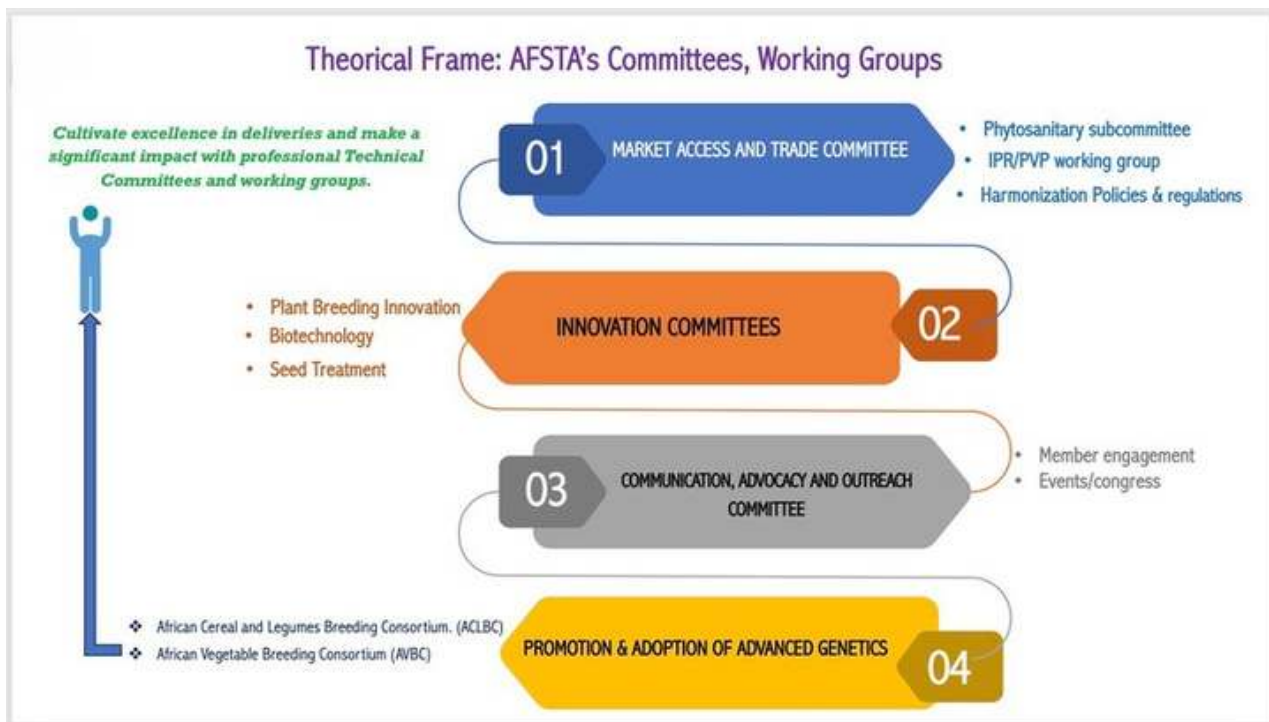 Theorical Frame: AFSTA's Committees, Working Groups
Cultivate excellence in deliveries and make a
significant impact with professional Technical
Committees and working groups.
01
MARKET ACCESS AND TRADE COMMITTEE
• Phytosanitary subcommittee
• IPR/PVP working group
• Harmonization Policies & regulations
• Plant Breeding Innovation
• Biotechnology
• Seed Treatment
INNOVATION COMMITTEES
02
03
COMMUNICATION, ADVOCACY AND OUTREACH
COMMITTEE
• Member engagement
• Events/congress
❖ African Cereal and Legumes Breeding Consortium. (ACLBC)
❖ African Vegetable Breeding Consortium (AVBC)
PROMOTION & ADOPTION OF ADVANCED GENETICS
04